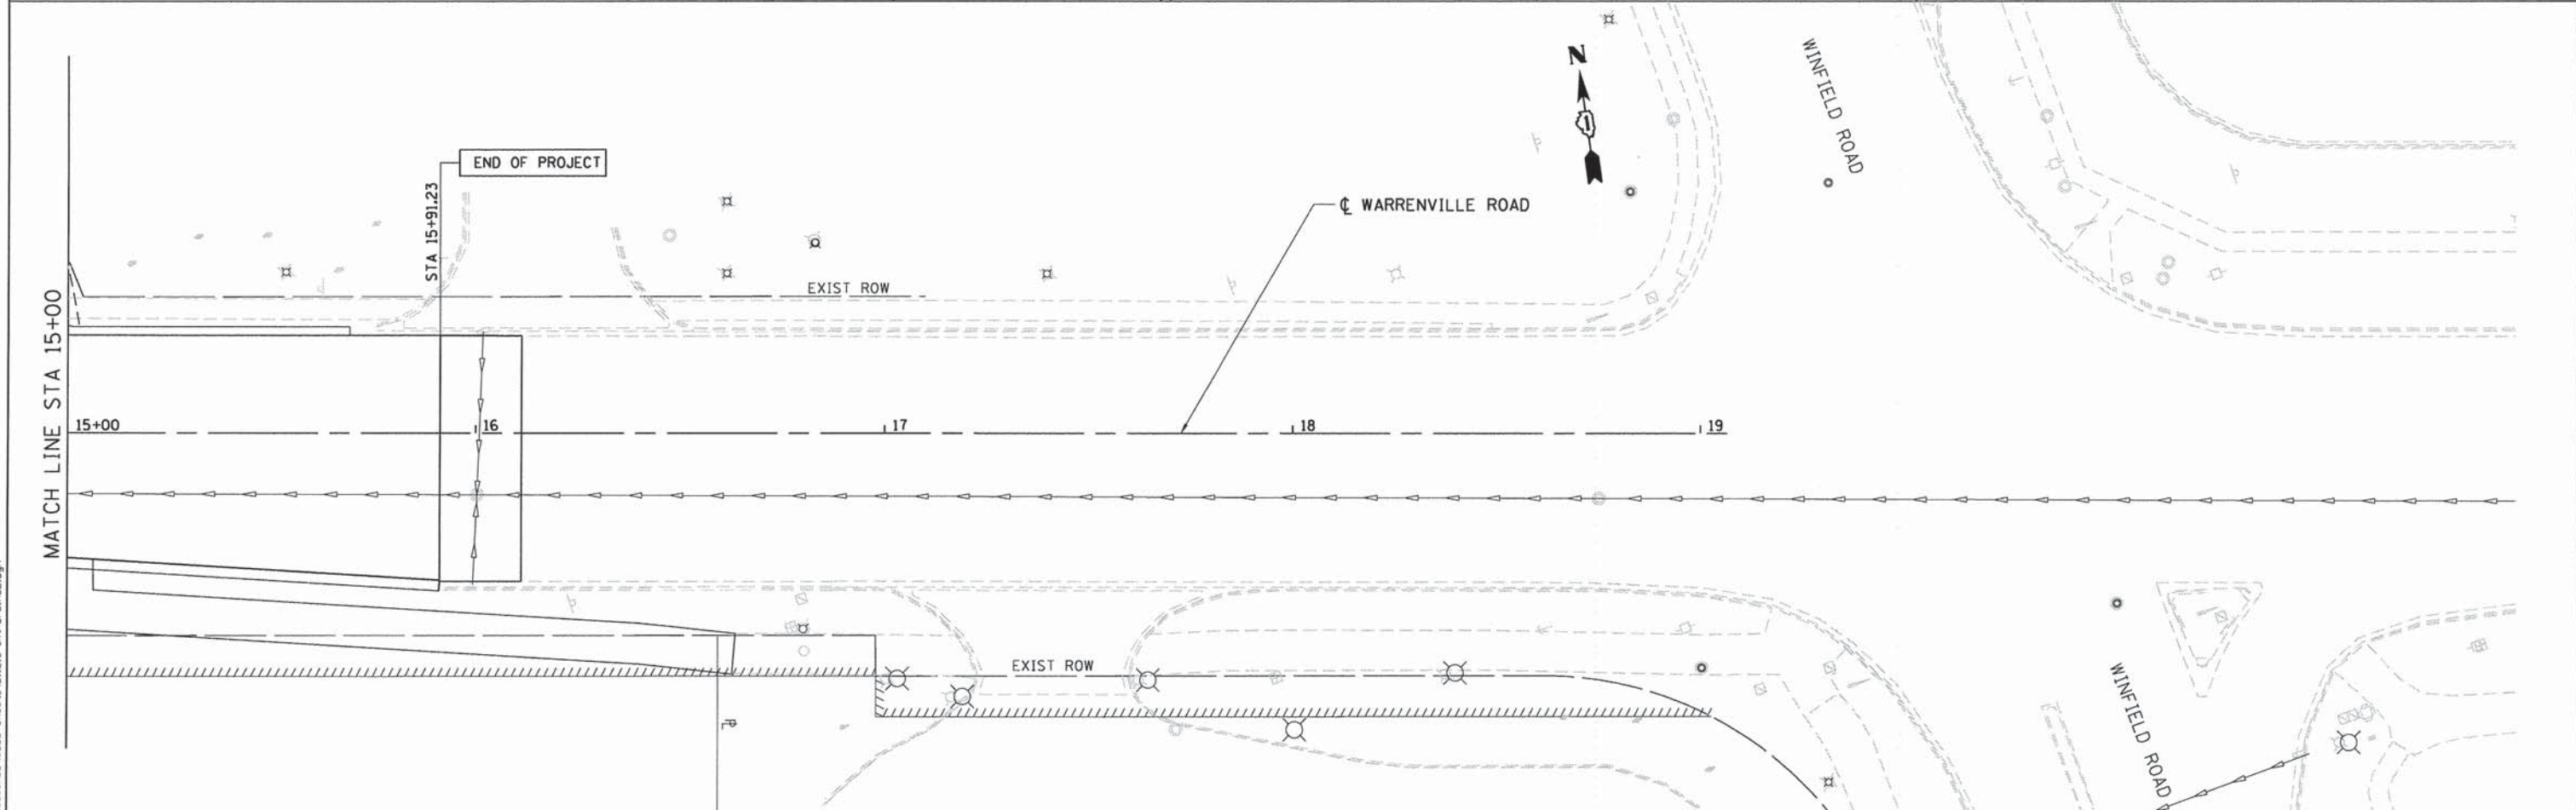 N
WINFIELD ROAD
END OF PROJECT
STA 15+91.23
℄ WARRENVILLE ROAD
EXIST ROW
MATCH LINE STA 15+00
15+00
16
17
18
19
EXIST ROW
℄
WINFIELD ROAD